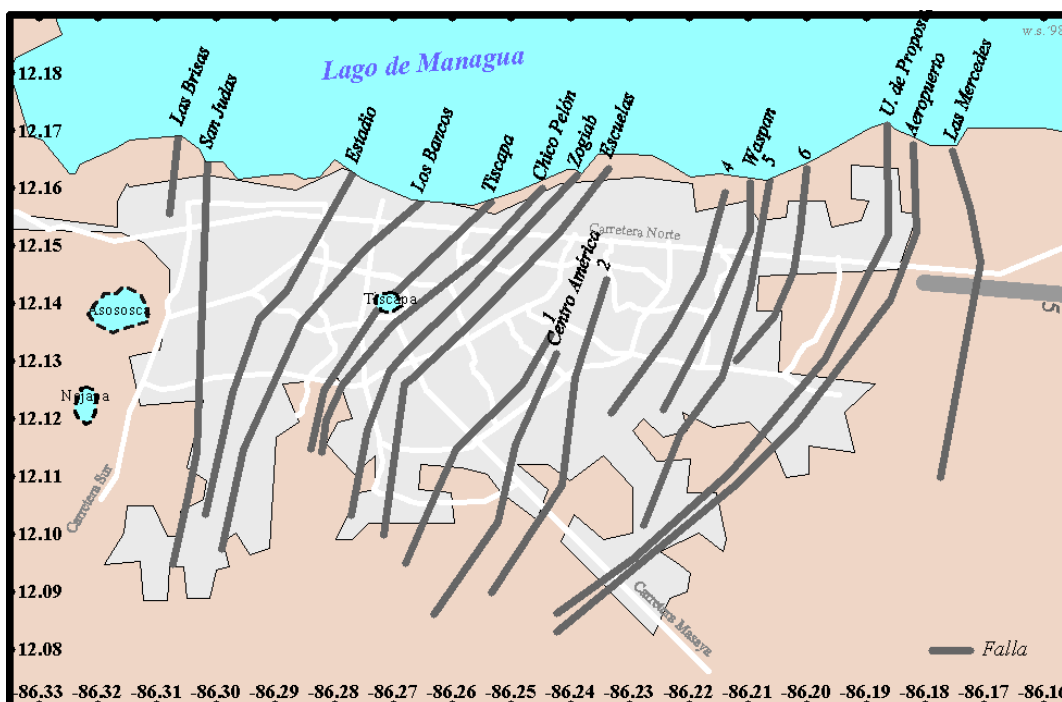 w.s.'98
Lago de Managua
Las Brisas
San Judas
Estadio
Los Bancos
Tiscapa
Chico Pelón
Zogiab
Escuelas
4
Waspan
5
6
U. de Proposit
Aeropuerto
Las Mercedes
Carretera Norte
1
Centro América
2
Tiscapa
Asososca
Nejapa
Carretera Sur
Carretera Masaya
5
Falla
12.18
12.17
12.16
12.15
12.14
12.13
12.12
12.11
12.10
12.09
12.08
-86.33 -86.32 -86.31 -86.30 -86.29 -86.28 -86.27 -86.26 -86.25 -86.24 -86.23 -86.22 -86.21 -86.20 -86.19 -86.18 -86.17 -86.16